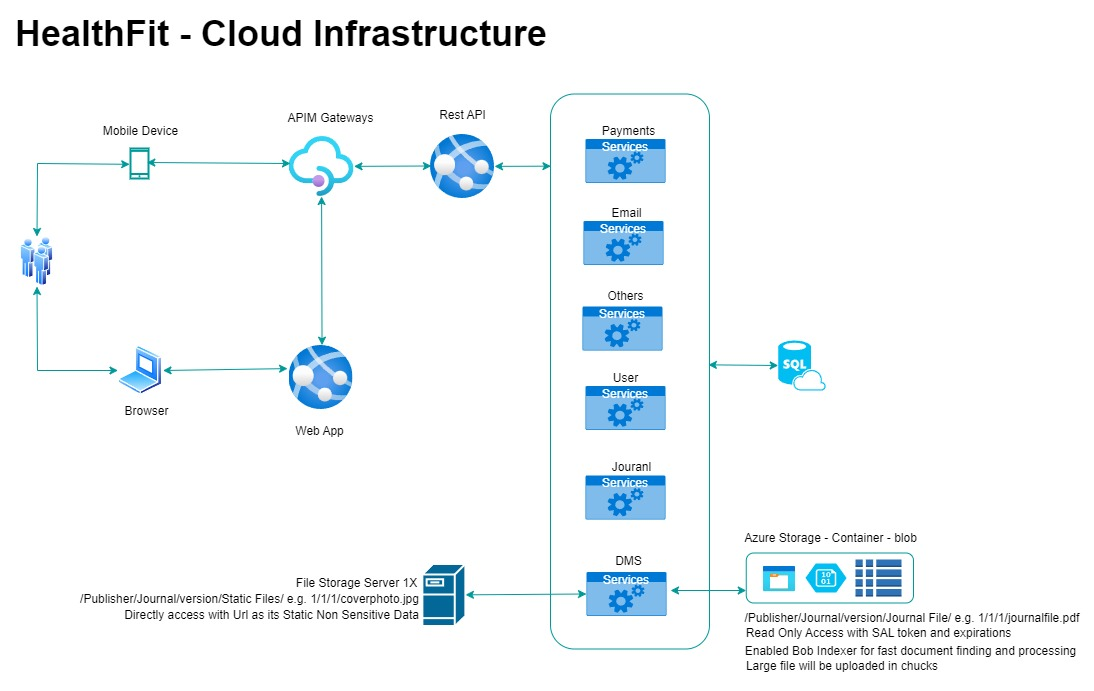 HealthFit - Cloud Infrastructure
Mobile Device
APIM Gateways
Rest API
Payments
Services
Email
Services
Others
Services
User
Services
Jouranl
Services
DMS
Services
SQL
Browser
Web App
File Storage Server 1X
/Publisher/Journal/version/Static Files/ e.g. 1/1/1/coverphoto.jpg
Directly access with Url as its Static Non Sensitive Data
Azure Storage - Container - blob
10
01
/Publisher/Journal/version/Journal File/ e.g. 1/1/1/journalfile.pdf
Read Only Access with SAL token and expirations
Enabled Bob Indexer for fast document finding and processing
Large file will be uploaded in chucks